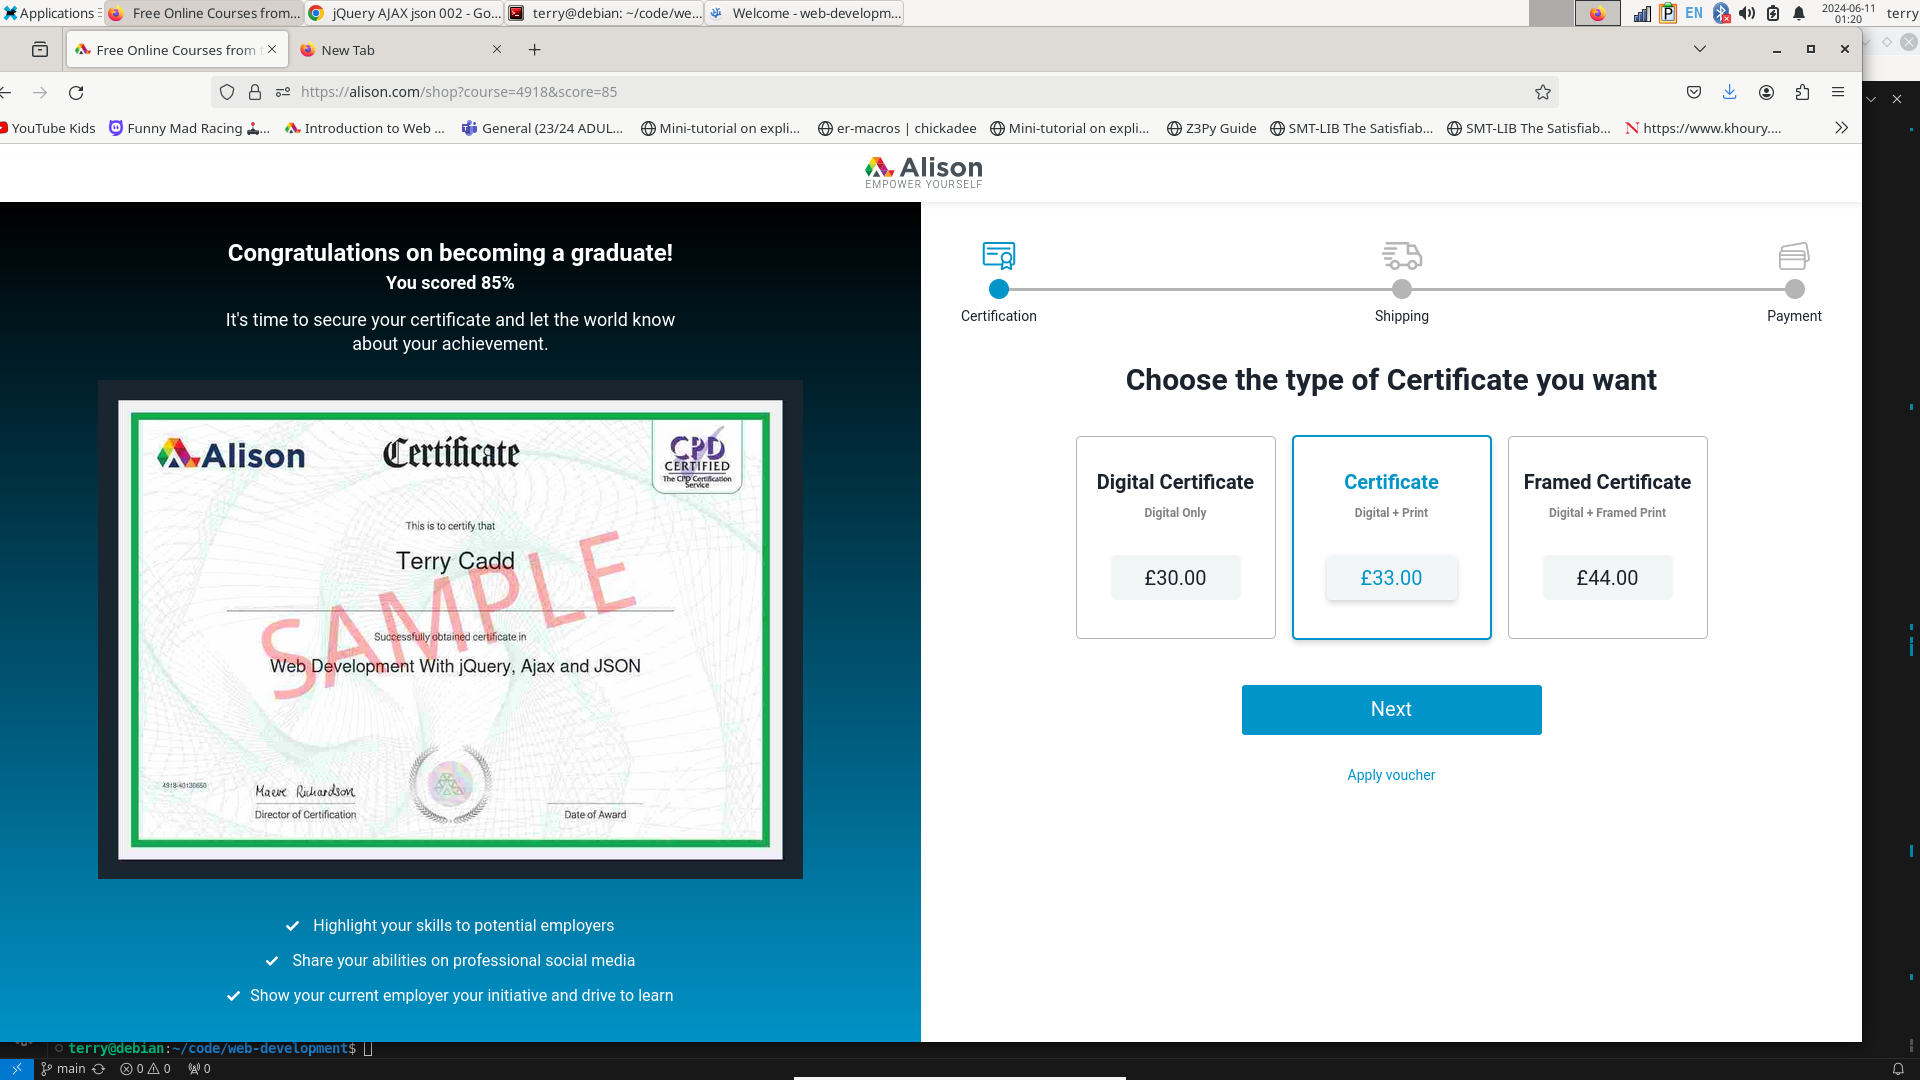 Applications
Free Online Courses from...
jQuery AJAX json 002 - Go...
terry@debian: ~/code/we...
Welcome - web-developm...
EN
2024-06-11
01:20
terry
Free Online Courses from t
New Tab
https://alison.com/shop?course=4918&score=85
YouTube Kids
Funny Mad Racing
Introduction to Web ...
General (23/24 ADUL...
Mini-tutorial on expli...
er-macros | chickadee
Mini-tutorial on expli...
Z3Py Guide
SMT-LIB The Satisfiab...
SMT-LIB The Satisfiab...
https://www.khoury....
Alison
EMPOWER YOURSELF
Congratulations on becoming a graduate!
You scored 85%
It's time to secure your certificate and let the world know
about your achievement.
Alison
Certificate
CPD
CERTIFIED
The CPD Certification
Service
This is to certify that
Terry Cadd
SAMPLE
Successfully obtained certificate in
Web Development With jQuery, Ajax and JSON
4918-40130650
Maeve Richardson
Director of Certification
Date of Award
Highlight your skills to potential employers
Share your abilities on professional social media
Show your current employer your initiative and drive to learn
Certification
Shipping
Payment
Choose the type of Certificate you want
Digital Certificate
Digital Only
£30.00
Certificate
Digital + Print
£33.00
Framed Certificate
Digital + Framed Print
£44.00
Next
Apply voucher
terry@debian:~/code/web-development$
main
0
0
0